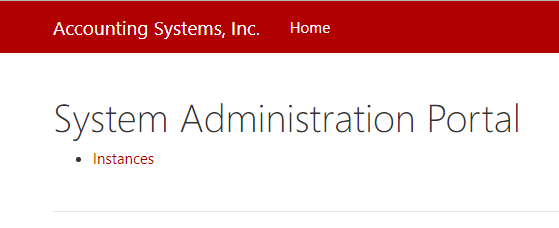 Accounting Systems, Inc. Home
System Administration Portal
Instances